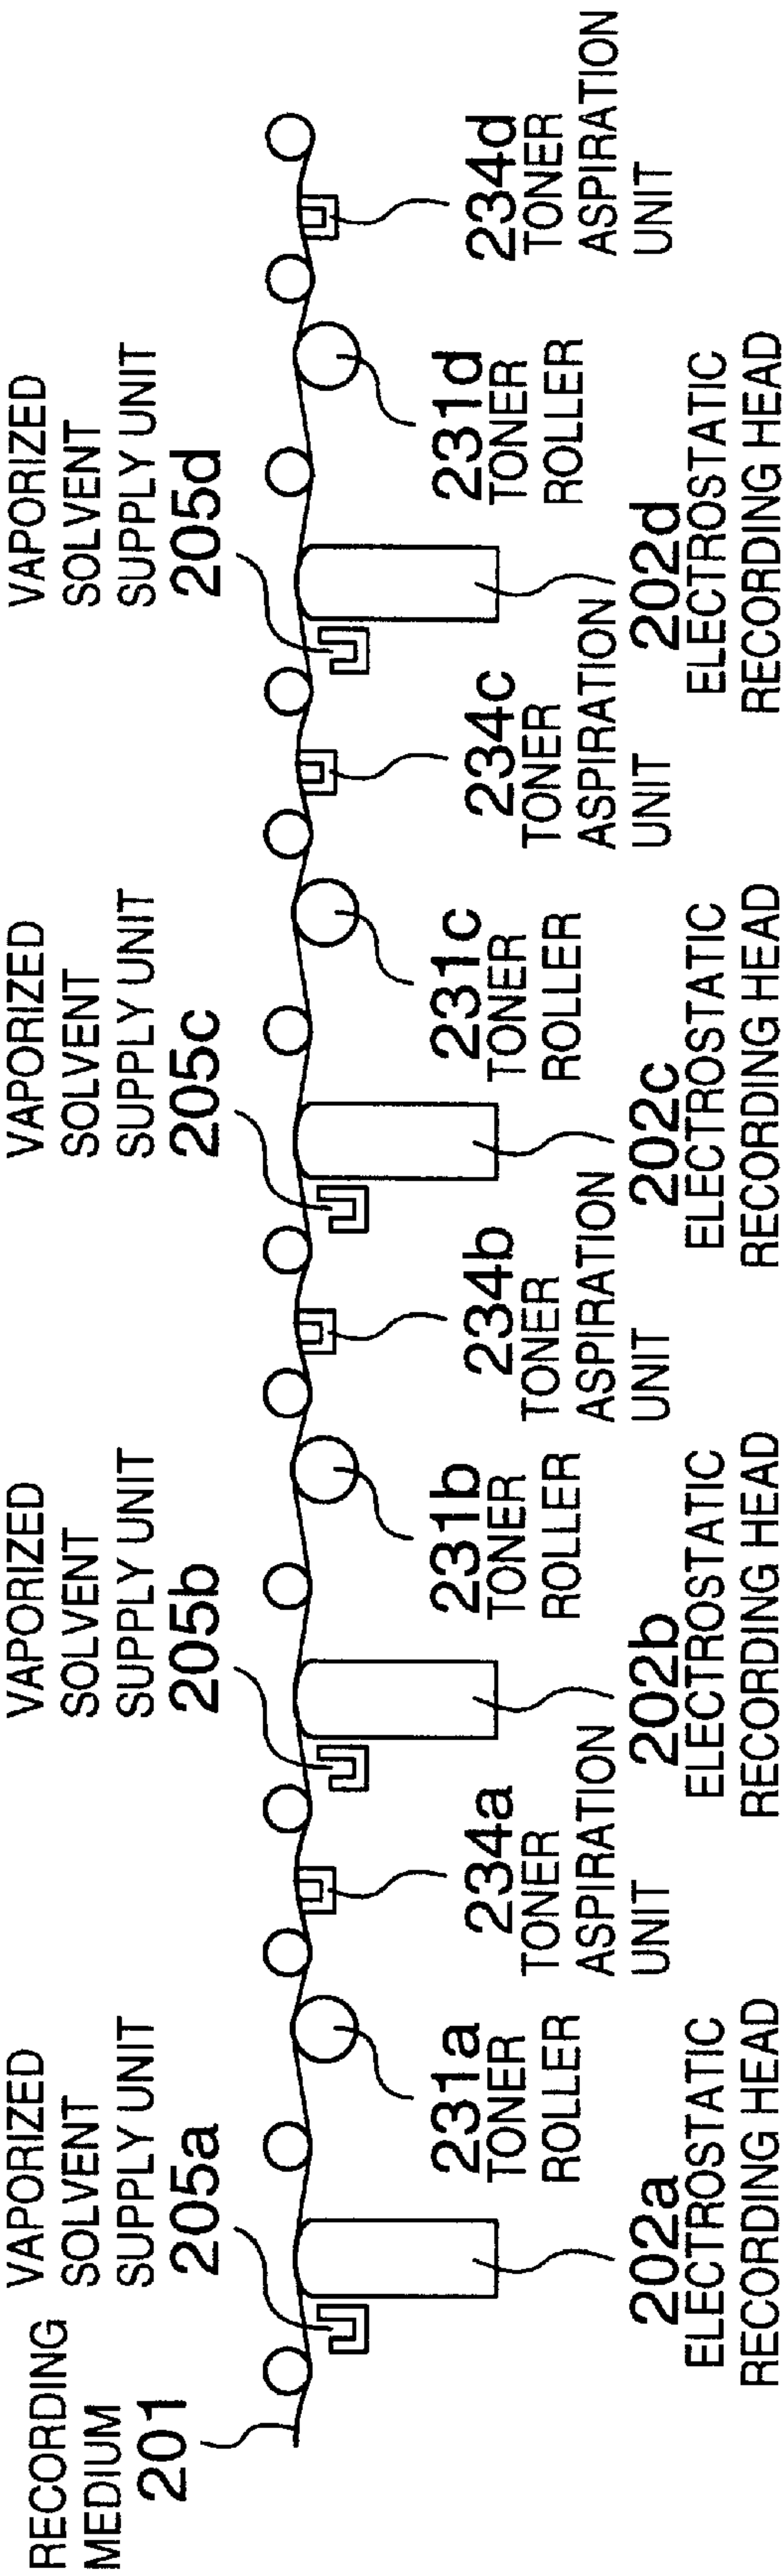 RECORDING
MEDIUM
201
VAPORIZED
SOLVENT
SUPPLY UNIT
205a
VAPORIZED
SOLVENT
SUPPLY UNIT
205b
VAPORIZED
SOLVENT
SUPPLY UNIT
205c
VAPORIZED
SOLVENT
SUPPLY UNIT
205d
202a
ELECTROSTATIC
RECORDING HEAD
231a
TONER
ROLLER
234a
TONER
ASPIRATION
UNIT
202b
ELECTROSTATIC
RECORDING HEAD
231b
TONER
ROLLER
234b
TONER
ASPIRATION
UNIT
202c
ELECTROSTATIC
RECORDING HEAD
231c
TONER
ROLLER
234c
TONER
ASPIRATION
UNIT
202d
ELECTROSTATIC
RECORDING HEAD
231d
TONER
ROLLER
234d
TONER
ASPIRATION
UNIT